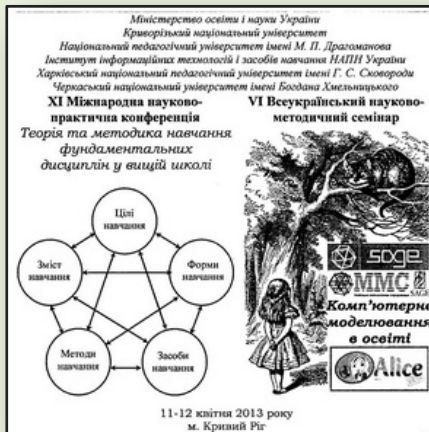 Міністерство освіти і науки України
Криворізький національний університет
Національний педагогічний університет імені М. П. Драгоманова
Інститут інформаційних технологій і засобів навчання НАПН України
Харківський національний педагогічний університет імені Г. С. Сковороди
Черкаський національний університет імені Богдана Хмельницького
XI Міжнародна науково-
практична конференція
Теорія та методика навчання
фундаментальних
дисциплін у вищій школі
Цілі
навчання
Зміст
навчання
Форми
навчання
Методи
навчання
Засоби
навчання
VI Всеукраїнський науково-
методичний семінар
sage
MMC
SAGE
Комп'ютерне
моделювання
в освіті
Alice
11-12 квітня 2013 року
м. Кривий Ріг